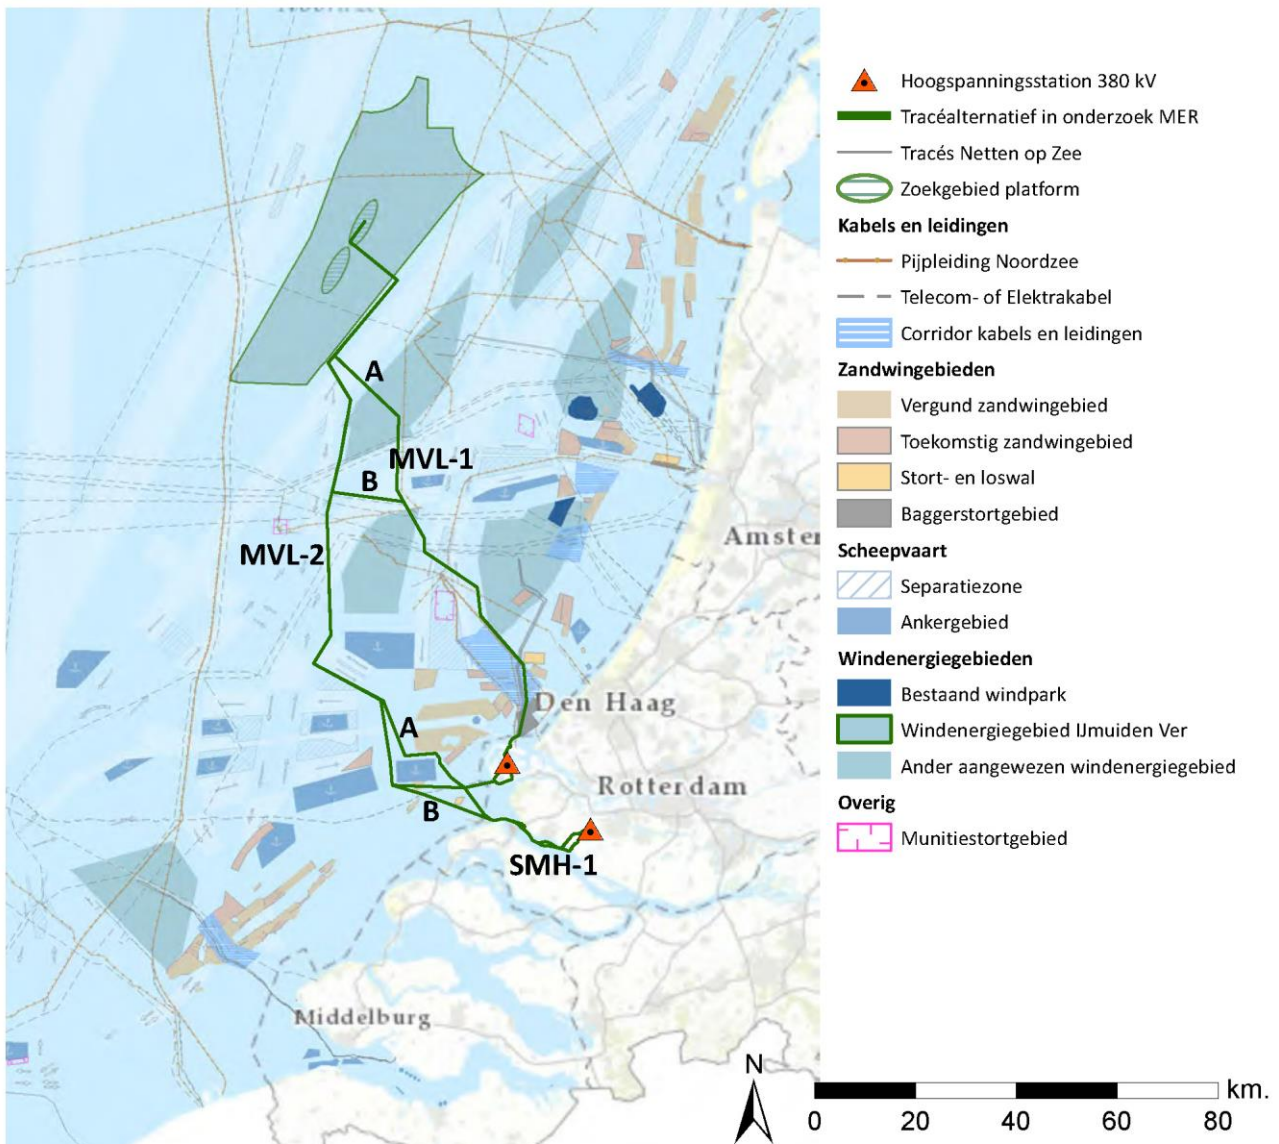 Hoogspanningsstation 380 kV
Tracéalternatief in onderzoek MER
Tracés Netten op Zee
Zoekgebied platform
Kabels en leidingen
Pijpleiding Noordzee
Telecom- of Elektrakabel
Corridor kabels en leidingen
Zandwingebieden
Vergund zandwingebied
Toekomstig zandwingebied
Stort- en loswal
Baggerstortgebied
Scheepvaart
Separatiezone
Ankergebied
Windenergiegebieden
Bestaand windpark
Windenergiegebied IJmuiden Ver
Ander aangewezen windenergiegebied
Overig
Munitiestortgebied
A
MVL-1
B
MVL-2
Amster
Den Haag
A
Rotterdam
B
SMH-1
Middelburg
N
km.
0 20 40 60 80